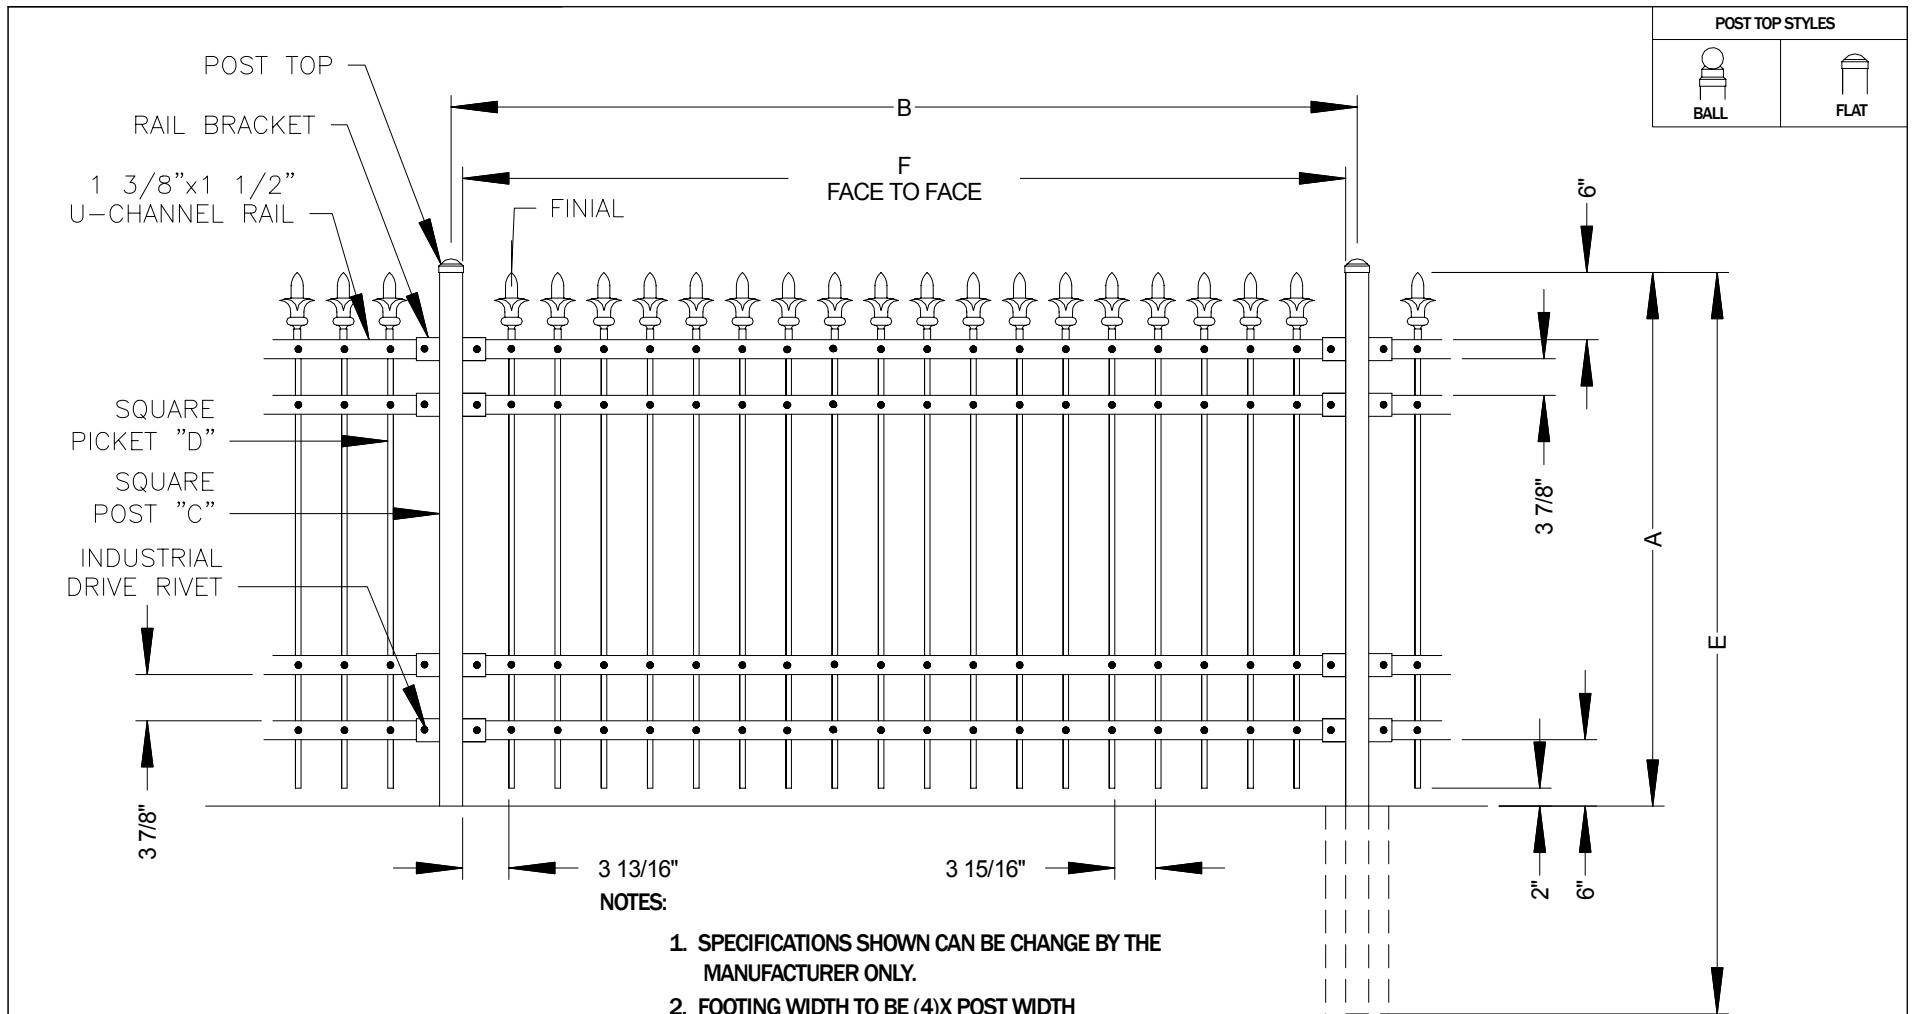 POST TOP STYLES
BALL
FLAT
POST TOP
RAIL BRACKET
1 3/8"x1 1/2"
U-CHANNEL RAIL
B
F
FACE TO FACE
FINIAL
6"
SQUARE
PICKET "D"
SQUARE
POST "C"
INDUSTRIAL
DRIVE RIVET
3 7/8"
A
E
3 7/8"
3 13/16"
3 15/16"
2"
6"
NOTES:
1. SPECIFICATIONS SHOWN CAN BE CHANGE BY THE
MANUFACTURER ONLY.
2. FOOTING WIDTH TO BE (4)X POST WIDTH